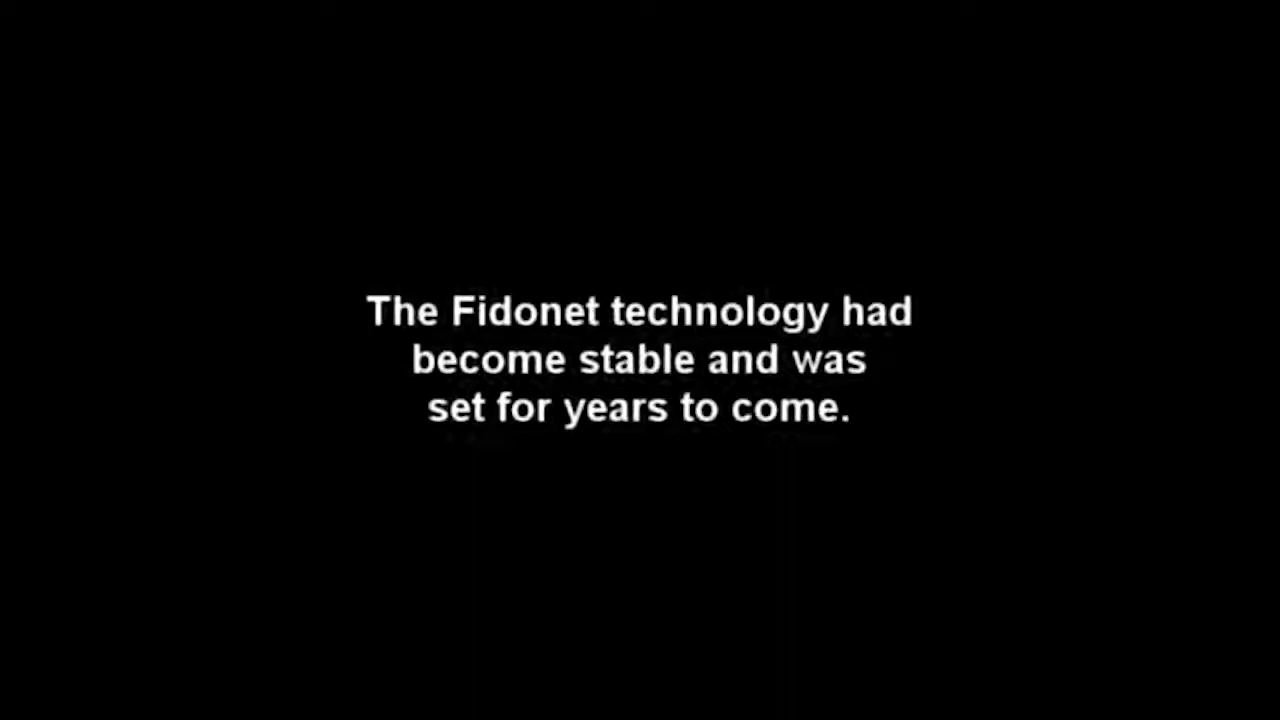 The Fidonet technology had
become stable and was
set for years to come.